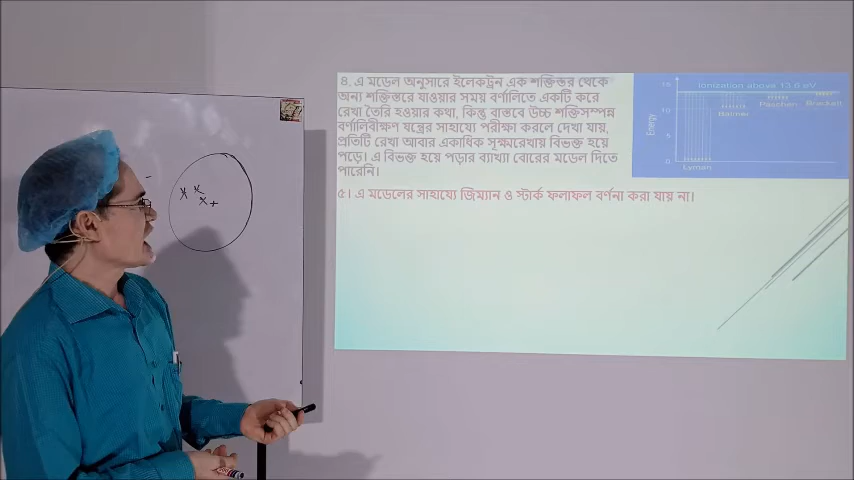 ৪. এ মডেল অনুসারে ইলেকট্রন এক শক্তিস্তর থেকে
অন্য শক্তিস্তরে যাওয়ার সময় বর্ণালিতে একটি করে
রেখা তৈরি হওয়ার কথা, কিন্তু বাস্তবে উচ্চ শক্তিসম্পন্ন
বর্ণালিবীক্ষণ যন্ত্রের সাহায্যে পরীক্ষা করলে দেখা যায়,
প্রতিটি রেখা আবার একাধিক সূক্ষ্মরেখায় বিভক্ত হয়ে
পড়ে। এ বিভক্ত হয়ে পড়ার ব্যাখ্যা বোরের মডেল দিতে
পারেনি।
৫। এ মডেলের সাহায্যে জিম্যান ও স্টার্ক ফলাফল বর্ণনা করা যায় না।
Ionization above 13.6 eV
15
10
5
Energy
Lyman
Balmer
Paschen
Brackett